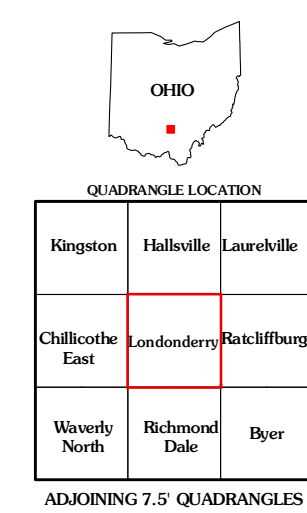 OHIO
QUADRANGLE LOCATION
Kingston Hallsville Laurelville
Chillicothe Londonderry Ratcliffburg
East
Waverly Richmond Byer
North Dale
ADJOINING 7.5' QUADRANGLES